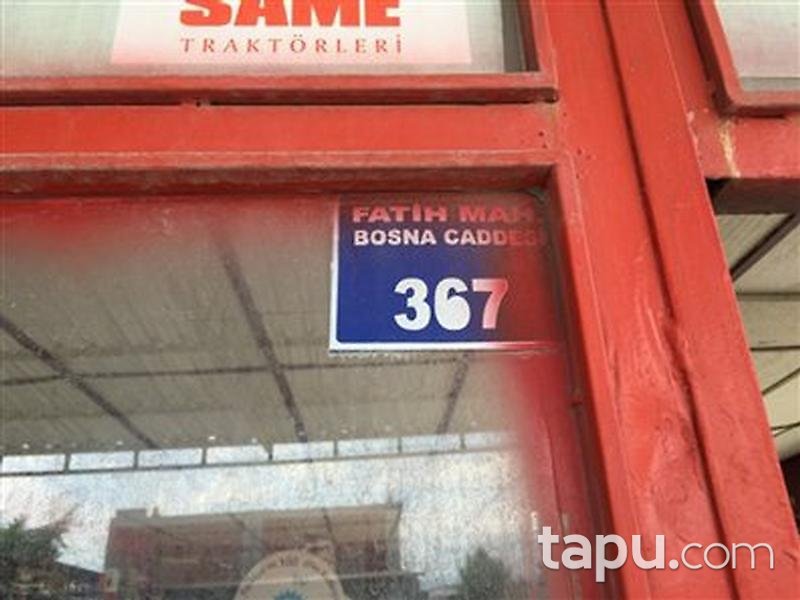 SAME
TRAKTÖRLERİ
FATİH MAH.
BOSNA CADDESİ
367
tapu.com